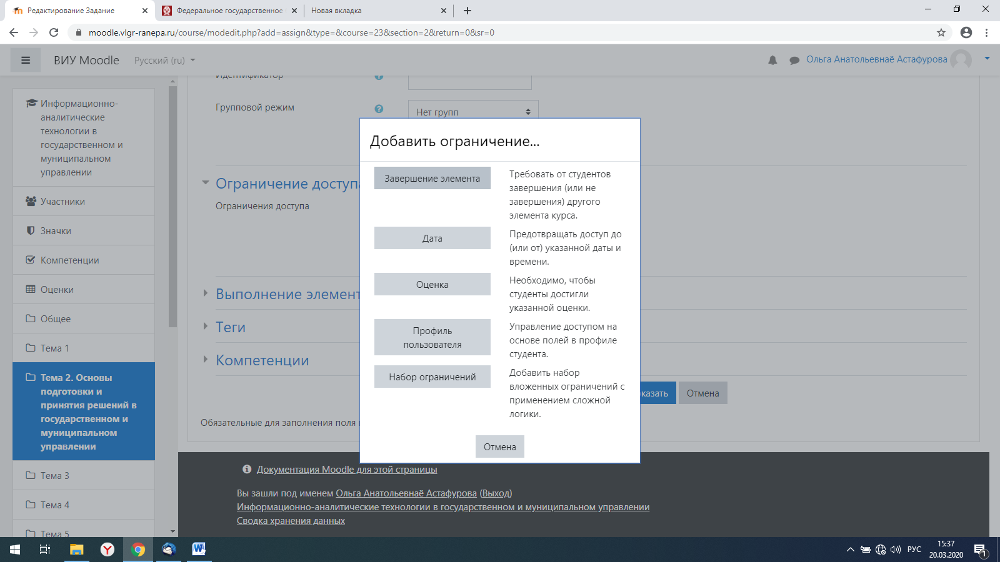 Редактирование Задание
Федеральное государственное
Новая вкладка
moodle.vlgr-ranepa.ru/course/modedit.php?add=assign&type=&course=23&section=2&return=0&sr=0
ВИУ Moodle
Русский (ru)
Ольга Анатольевнаё Астафурова
Информационно-
аналитические
технологии в
государственном и
муниципальном
управлении
Участники
Значки
Компетенции
Оценки
Общее
Тема 1
Тема 2. Основы
подготовки и
принятия решений в
государственном и
муниципальном
управлении
Тема 3
Тема 4
Тема 5
Идентификатор
Групповой режим
Нет групп
Ограничение доступа
Ограничения доступа
Выполнение элемент
Теги
Компетенции
казать
Отмена
Обязательные для заполнения поля
Добавить ограничение...
Завершение элемента
Требовать от студентов
завершения (или не
завершения) другого
элемента курса.
Дата
Предотвращать доступ до
(или от) указанной даты и
времени.
Оценка
Необходимо, чтобы
студенты достигли
указанной оценки.
Профиль
пользователя
Управление доступом на
основе полей в профиле
студента.
Набор ограничений
Добавить набор
вложенных ограничений с
применением сложной
логики.
Отмена
Документация Moodle для этой страницы
Вы зашли под именем Ольга Анатольевнаё Астафурова (Выход)
Информационно-аналитические технологии в государственном и муниципальном управлении
Сводка хранения данных
РУС
15:37
20.03.2020
1